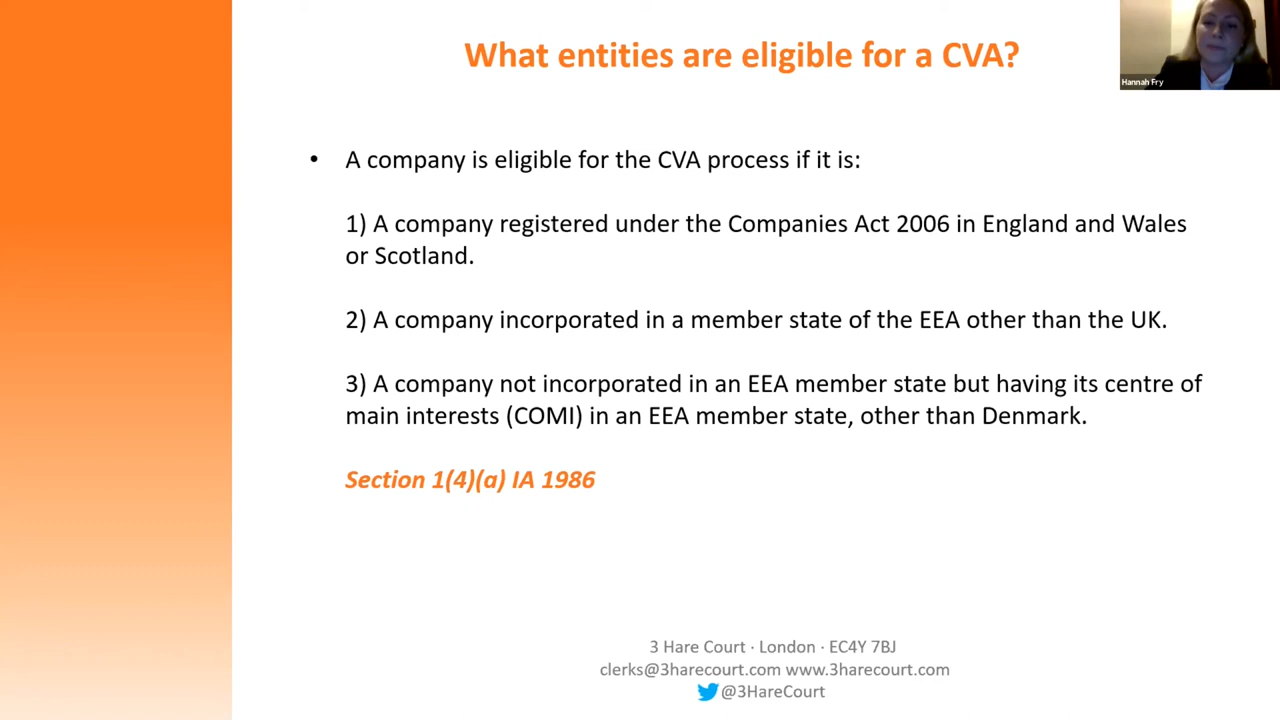 What entities are eligible for a CVA?
Hannah Fry
• A company is eligible for the CVA process if it is:
1) A company registered under the Companies Act 2006 in England and Wales
or Scotland.
2) A company incorporated in a member state of the EEA other than the UK.
3) A company not incorporated in an EEA member state but having its centre of
main interests (COMI) in an EEA member state, other than Denmark.
Section 1(4)(a) IA 1986
3 Hare Court · London · EC4Y 7BJ
clerks@3harecourt.com www.3harecourt.com
@3HareCourt